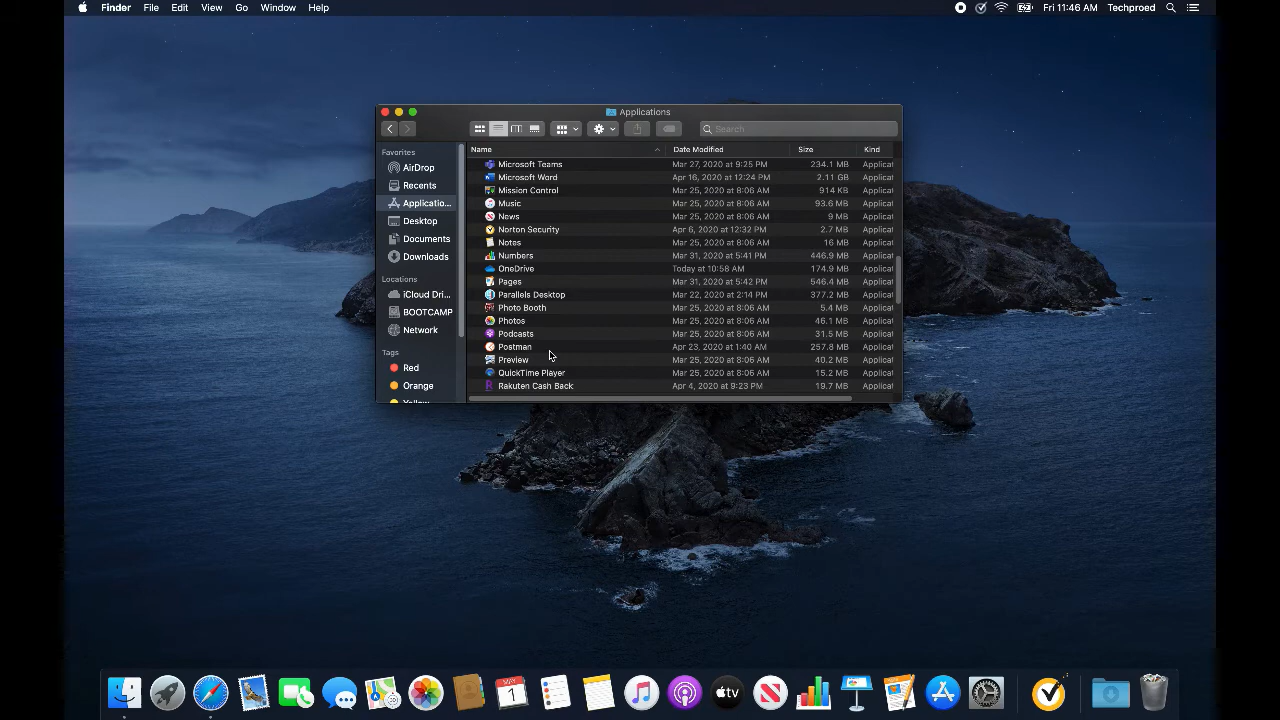 Finder File Edit View Go Window Help Fri 11:46 AM Techproed
Applications
Search
Favorites
AirDrop
Recents
Applicatio...
Desktop
Documents
Downloads
Locations
iCloud Dri...
BOOTCAMP
Network
Tags
Red
Orange
Name Date Modified Size Kind
Microsoft Teams Mar 27, 2020 at 9:25 PM 234.1 MB Applicat
Microsoft Word Apr 16, 2020 at 12:24 PM 2.11 GB Applicat
Mission Control Mar 25, 2020 at 8:06 AM 914 KB Applicat
Music Mar 25, 2020 at 8:06 AM 93.6 MB Applicat
News Mar 25, 2020 at 8:06 AM 9 MB Applicat
Norton Security Apr 6, 2020 at 12:32 PM 2.7 MB Applicat
Notes Mar 25, 2020 at 8:06 AM 16 MB Applicat
Numbers Mar 31, 2020 at 5:41 PM 446.9 MB Applicat
OneDrive Today at 10:58 AM 174.9 MB Applicat
Pages Mar 31, 2020 at 5:42 PM 546.4 MB Applicat
Parallels Desktop Mar 22, 2020 at 2:14 PM 377.2 MB Applicat
Photo Booth Mar 25, 2020 at 8:06 AM 5.4 MB Applicat
Photos Mar 25, 2020 at 8:06 AM 46.1 MB Applicat
Podcasts Mar 25, 2020 at 8:06 AM 31.5 MB Applicat
Postman Apr 23, 2020 at 1:40 AM 257.8 MB Applicat
Preview Mar 25, 2020 at 8:06 AM 40.2 MB Applicat
QuickTime Player Mar 25, 2020 at 8:06 AM 15.2 MB Applicat
Rakuten Cash Back Apr 4, 2020 at 9:23 PM 19.7 MB Applicat
MAY
1
tv